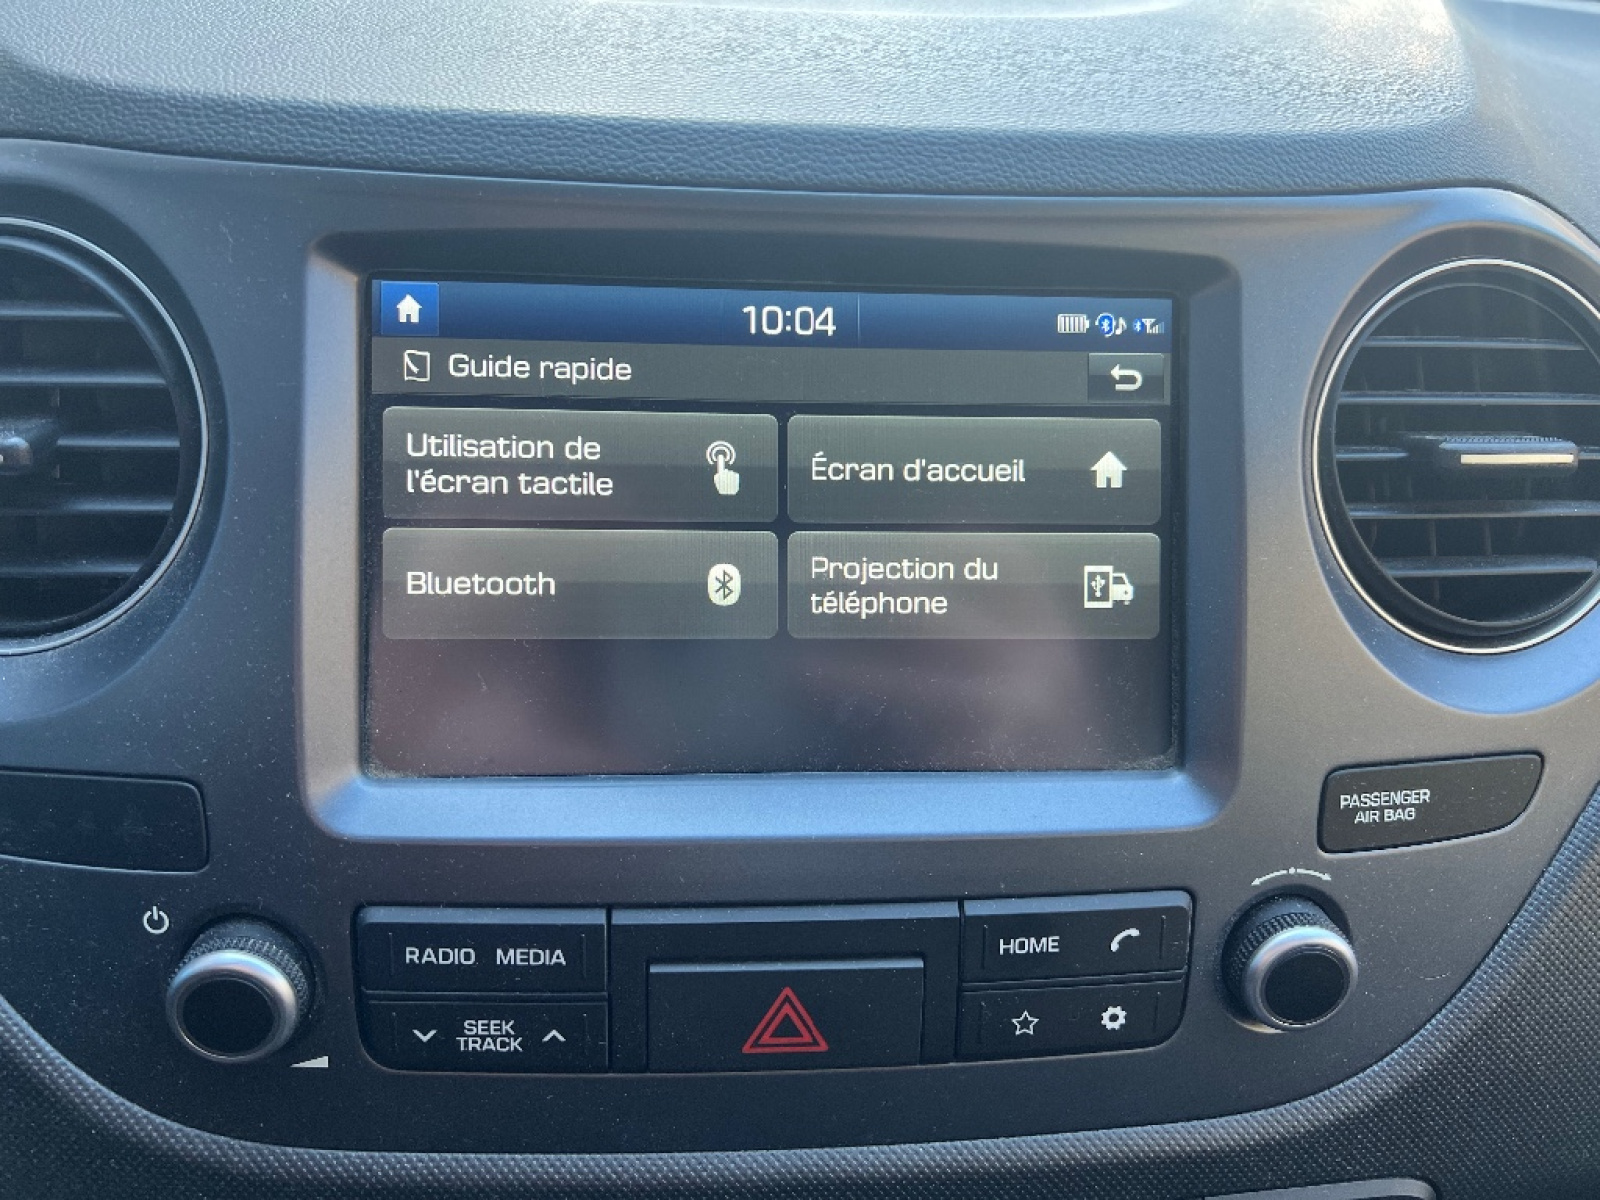 10:04
Guide rapide
Utilisation de
l'écran tactile
Écran d'accueil
Bluetooth
Projection du
téléphone
PASSENGER
AIR BAG
RADIO MEDIA
HOME
SEEK
TRACK